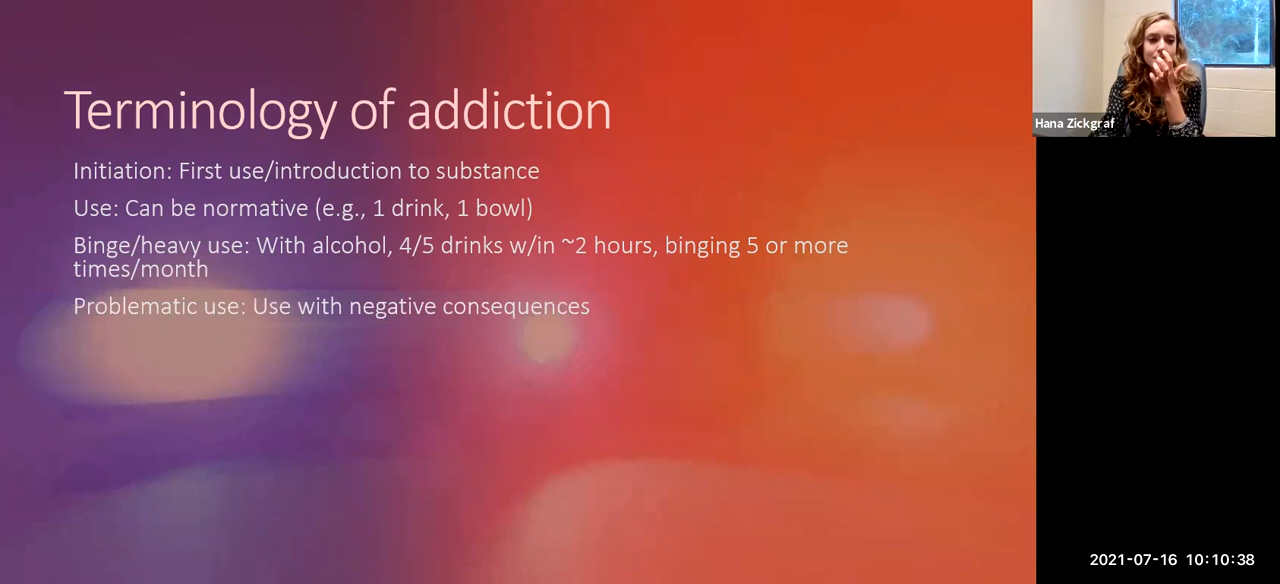 Terminology of addiction
Initiation: First use/introduction to substance
Use: Can be normative (e.g., 1 drink, 1 bowl)
Binge/heavy use: With alcohol, 4/5 drinks w/in ~2 hours, binging 5 or more
times/month
Problematic use: Use with negative consequences
Hana Zickgraf
2021-07-16 10:10:38